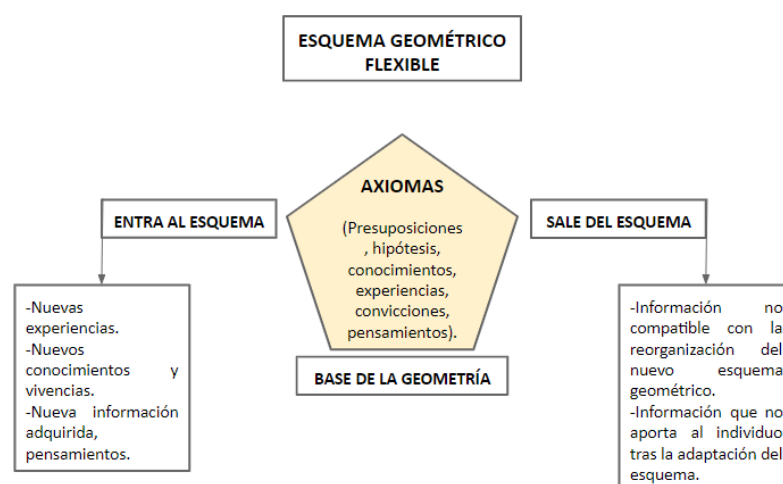 ESQUEMA GEOMÉTRICO
FLEXIBLE
AXIOMAS
(Presuposiciones
, hipótesis,
conocimientos,
experiencias,
convicciones,
pensamientos).
ENTRA AL ESQUEMA
SALE DEL ESQUEMA
BASE DE LA GEOMETRÍA
-Nuevas
experiencias.
-Nuevos
conocimientos y
vivencias.
-Nueva información
adquirida,
pensamientos.
-Información no
compatible con la
reorganización del
nuevo esquema
geométrico.
-Información que no
aporta al individuo
tras la adaptación del
esquema.